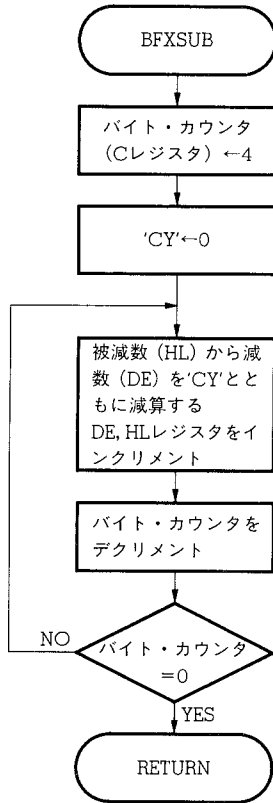 BFXSUB
バイト・カウンタ
(Cレジスタ)←4
'CY'←0
被減数(HL)から減
数(DE)を'CY'とと
もに減算する
DE,HLレジスタをイ
ンクリメント
バイト・カウンタを
デクリメント
バイト・カウンタ
=0
NO
YES
RETURN